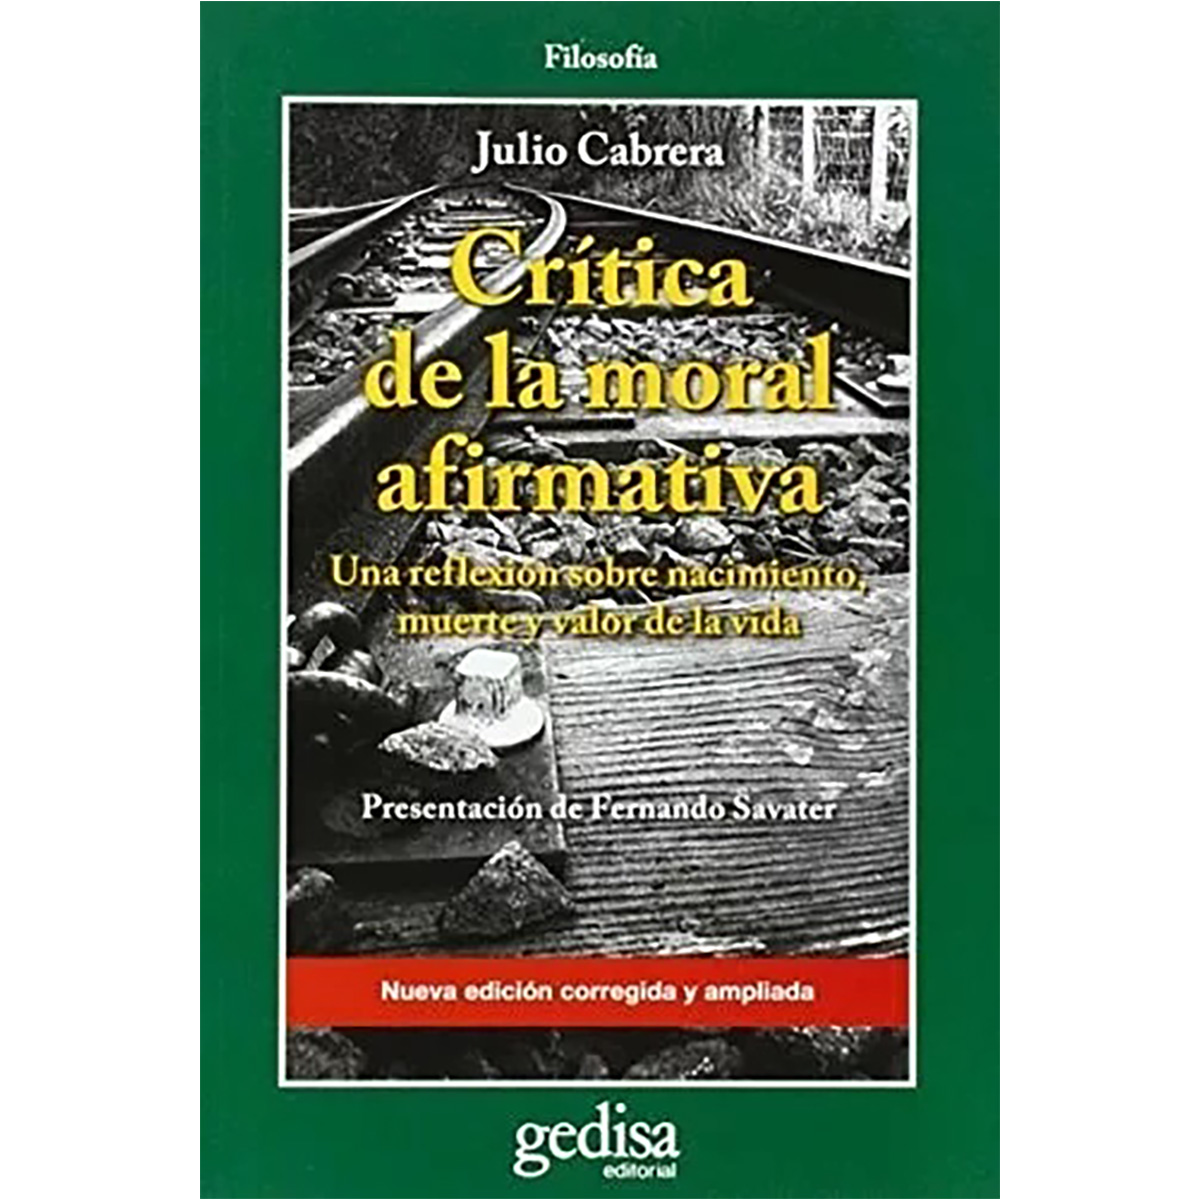 Filosofía
Julio Cabrera
Crítica
de la moral
afirmativa
Una reflexión sobre nacimiento,
muerte y valor de la vida
Presentación de Fernando Savater
Nueva edición corregida y ampliada
gedisa
editorial